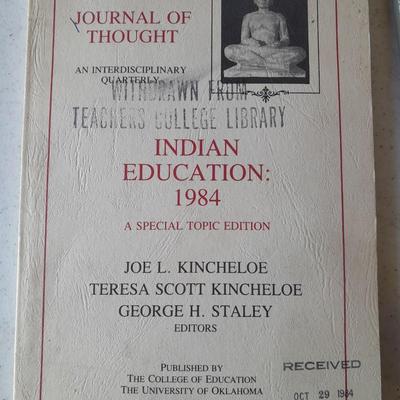 JOURNAL OF
THOUGHT
AN INTERDISCIPLINARY
QUARTERLY
WITHDRAWN FROM
TEACHERS COLLEGE LIBRARY
INDIAN
EDUCATION:
1984
A SPECIAL TOPIC EDITION
JOE L. KINCHELOE
TERESA SCOTT KINCHELOE
GEORGE H. STALEY
EDITORS
PUBLISHED BY
THE COLLEGE OF EDUCATION
THE UNIVERSITY OF OKLAHOMA
RECEIVED
OCT 29 1984